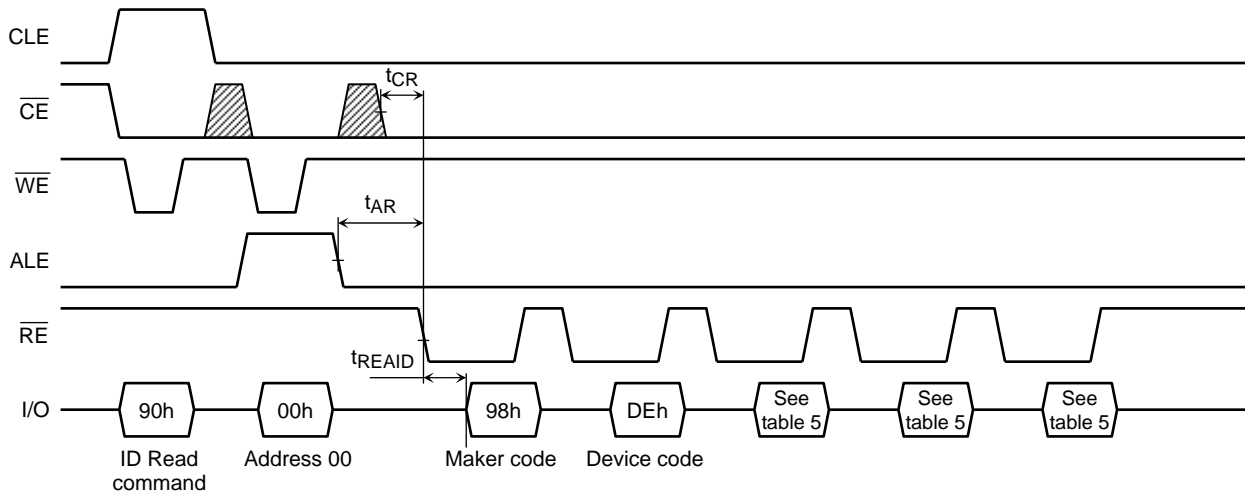 CLE
tCR
CE
WE
tAR
ALE
RE
tREAID
I/O
90h
00h
98h
DEh
See
table 5
See
table 5
See
table 5
ID Read
command
Address 00
Maker code
Device code